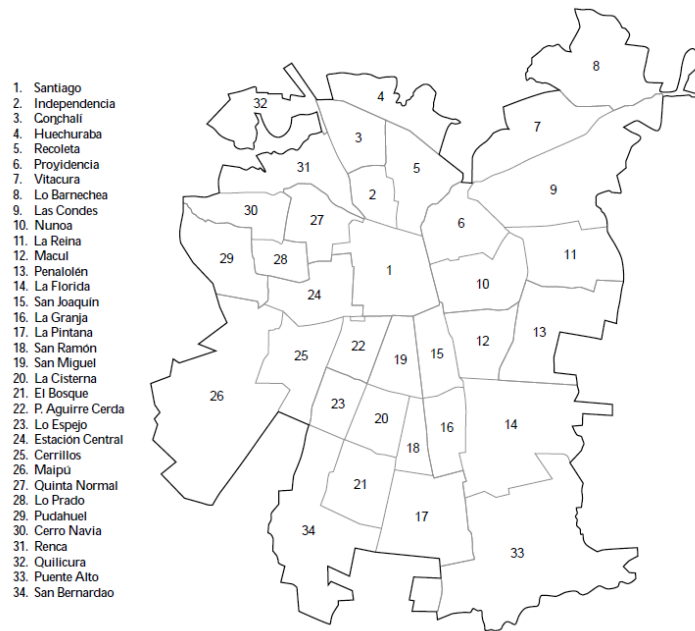 1. Santiago
2. Independencia
3. Conchalí
4. Huechuraba
5. Recoleta
6. Providencia
7. Vitacura
8. Lo Barnechea
9. Las Condes
10. Nunoa
11. La Reina
12. Macul
13. Penalolén
14. La Florida
15. San Joaquín
16. La Granja
17. La Pintana
18. San Ramón
19. San Miguel
20. La Cisterna
21. El Bosque
22. P. Aguirre Cerda
23. Lo Espejo
24. Estación Central
25. Cerrillos
26. Maipú
27. Quinta Normal
28. Lo Prado
29. Pudahuel
30. Cerro Navia
31. Renca
32. Quilicura
33. Puente Alto
34. San Bernardao
8
4
32
7
3
5
31
9
2
30
27
6
11
29
28
1
10
24
22
19
15
12
13
25
26
23
20
16
14
18
21
17
34
33